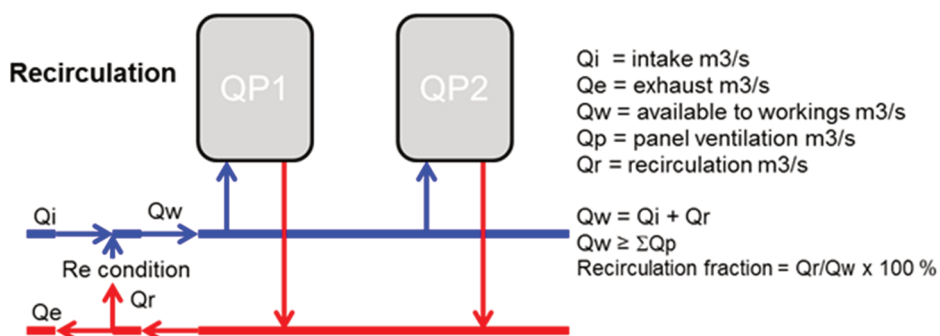 Recirculation
QP1
QP2
Qi
Qw
Re condition
Qe
Qr
Qi = intake m3/s
Qe = exhaust m3/s
Qw = available to workings m3/s
Qp = panel ventilation m3/s
Qr = recirculation m3/s
Qw = Qi + Qr
Qw ≥ ΣQp
Recirculation fraction = Qr/Qw x 100 %